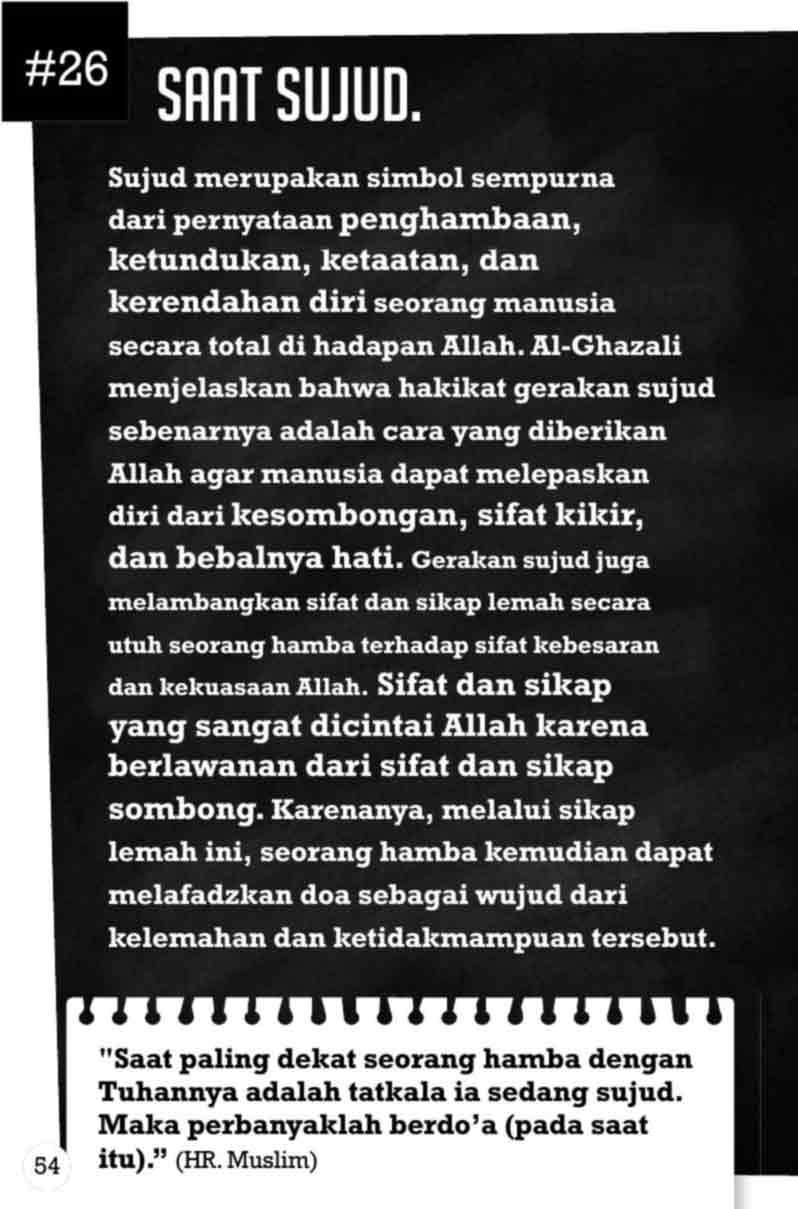 #26
SAAT SUJUD.
Sujud merupakan simbol sempurna
dari pernyataan penghambaan,
ketundukan, ketaatan, dan
kerendahan diri seorang manusia
secara total di hadapan Allah. Al-Ghazali
menjelaskan bahwa hakikat gerakan sujud
sebenarnya adalah cara yang diberikan
Allah agar manusia dapat melepaskan
diri dari kesombongan, sifat kikir,
dan bebalnya hati. Gerakan sujud juga
melambangkan sifat dan sikap lemah secara
utuh seorang hamba terhadap sifat kebesaran
dan kekuasaan Allah. Sifat dan sikap
yang sangat dicintai Allah karena
berlawanan dari sifat dan sikap
sombong. Karenanya, melalui sikap
lemah ini, seorang hamba kemudian dapat
melafadzkan doa sebagai wujud dari
kelemahan dan ketidakmampuan tersebut.
"Saat paling dekat seorang hamba dengan
Tuhannya adalah tatkala ia sedang sujud.
Maka perbanyaklah berdo’a (pada saat
itu).” (HR. Muslim)
54